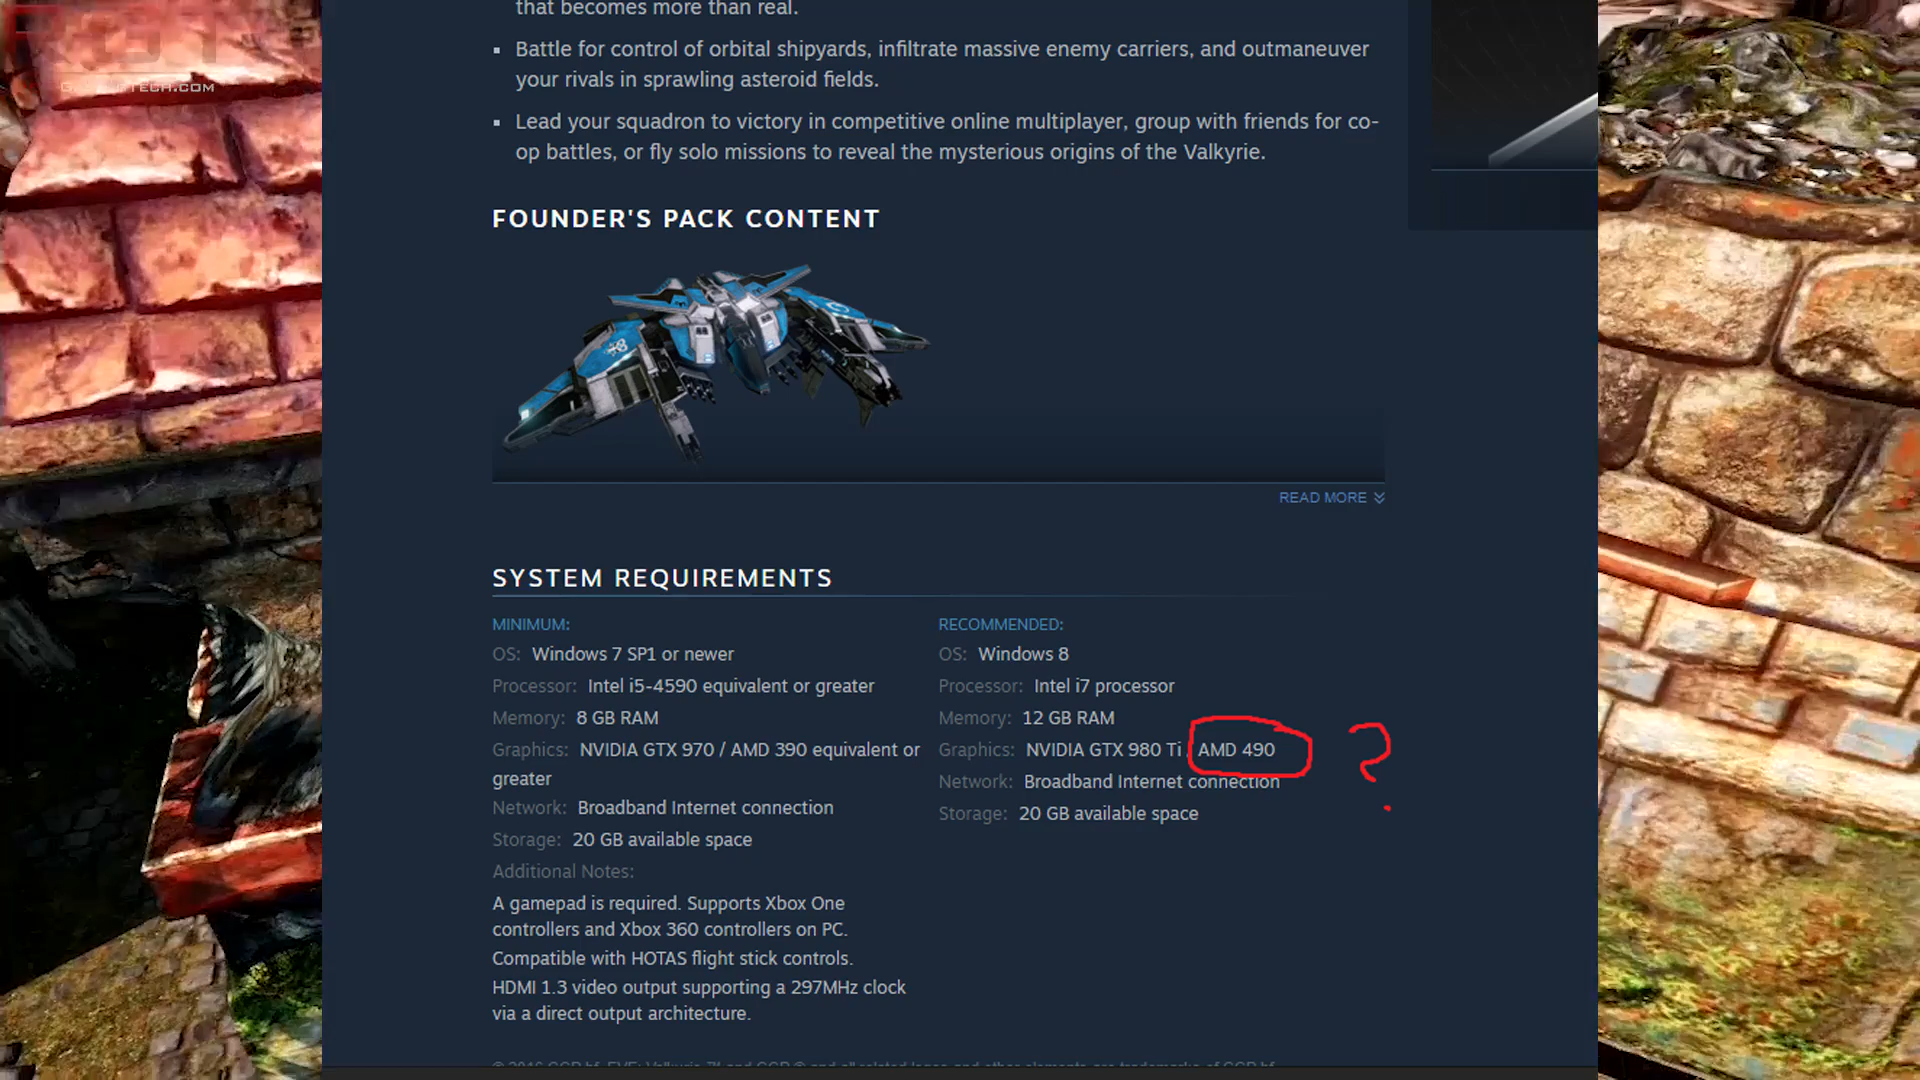 that becomes more than real.
▪ Battle for control of orbital shipyards, infiltrate massive enemy carriers, and outmaneuver
your rivals in sprawling asteroid fields.
▪ Lead your squadron to victory in competitive online multiplayer, group with friends for co-
op battles, or fly solo missions to reveal the mysterious origins of the Valkyrie.
FOUNDER'S PACK CONTENT
READ MORE
SYSTEM REQUIREMENTS
MINIMUM:
OS: Windows 7 SP1 or newer
Processor: Intel i5-4590 equivalent or greater
Memory: 8 GB RAM
Graphics: NVIDIA GTX 970 / AMD 390 equivalent or
greater
Network: Broadband Internet connection
Storage: 20 GB available space
Additional Notes:
A gamepad is required. Supports Xbox One
controllers and Xbox 360 controllers on PC.
Compatible with HOTAS flight stick controls.
HDMI 1.3 video output supporting a 297MHz clock
via a direct output architecture.
RECOMMENDED:
OS: Windows 8
Processor: Intel i7 processor
Memory: 12 GB RAM
Graphics: NVIDIA GTX 980 Ti / AMD 490
?
Network: Broadband Internet connection
Storage: 20 GB available space